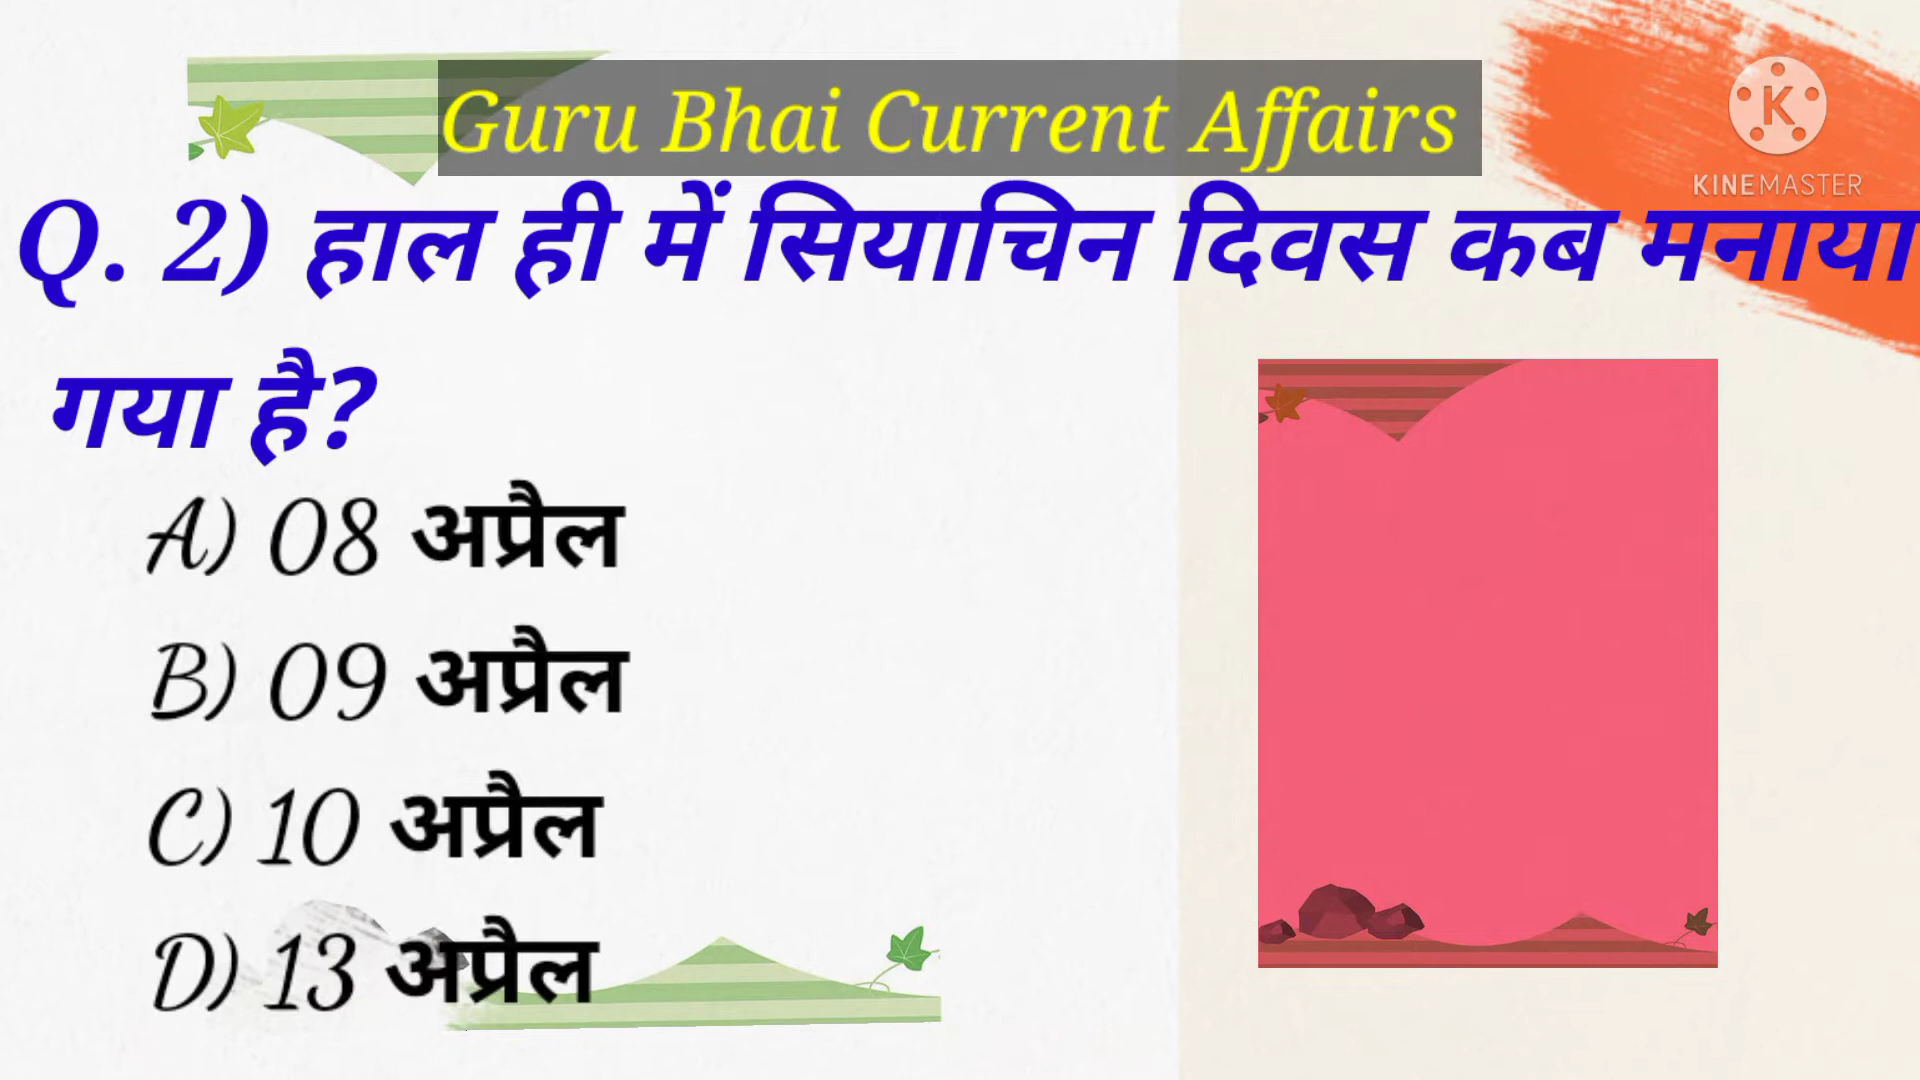 Guru Bhai Current Affairs
KINEMASTER
Q. 2) हाल ही में सियाचिन दिवस कब मनाया
गया है?
A) 08 अप्रैल
B) 09 अप्रैल
C) 10 अप्रैल
D) 13 अप्रैल